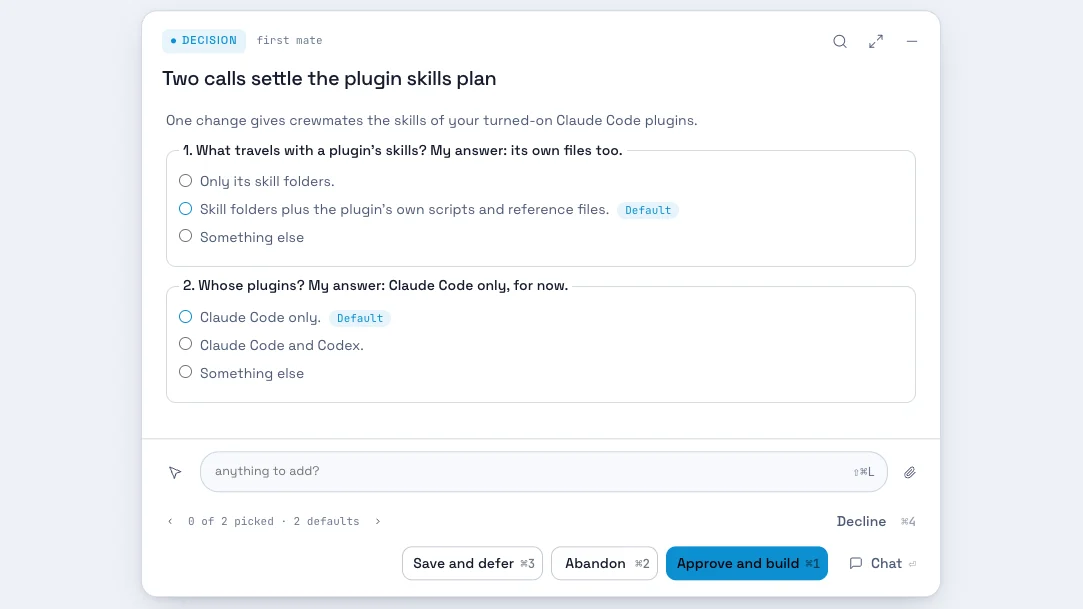 • DECISION first mate
Two calls settle the plugin skills plan
One change gives crewmates the skills of your turned-on Claude Code plugins.
1. What travels with a plugin's skills? My answer: its own files too.
Only its skill folders.
Skill folders plus the plugin's own scripts and reference files. Default
Something else
2. Whose plugins? My answer: Claude Code only, for now.
Claude Code only. Default
Claude Code and Codex.
Something else
anything to add? ⇧⌘L
‹ 0 of 2 picked · 2 defaults ›
Decline ⌘4
Save and defer ⌘3 Abandon ⌘2 Approve and build ⌘1 Chat ⏎